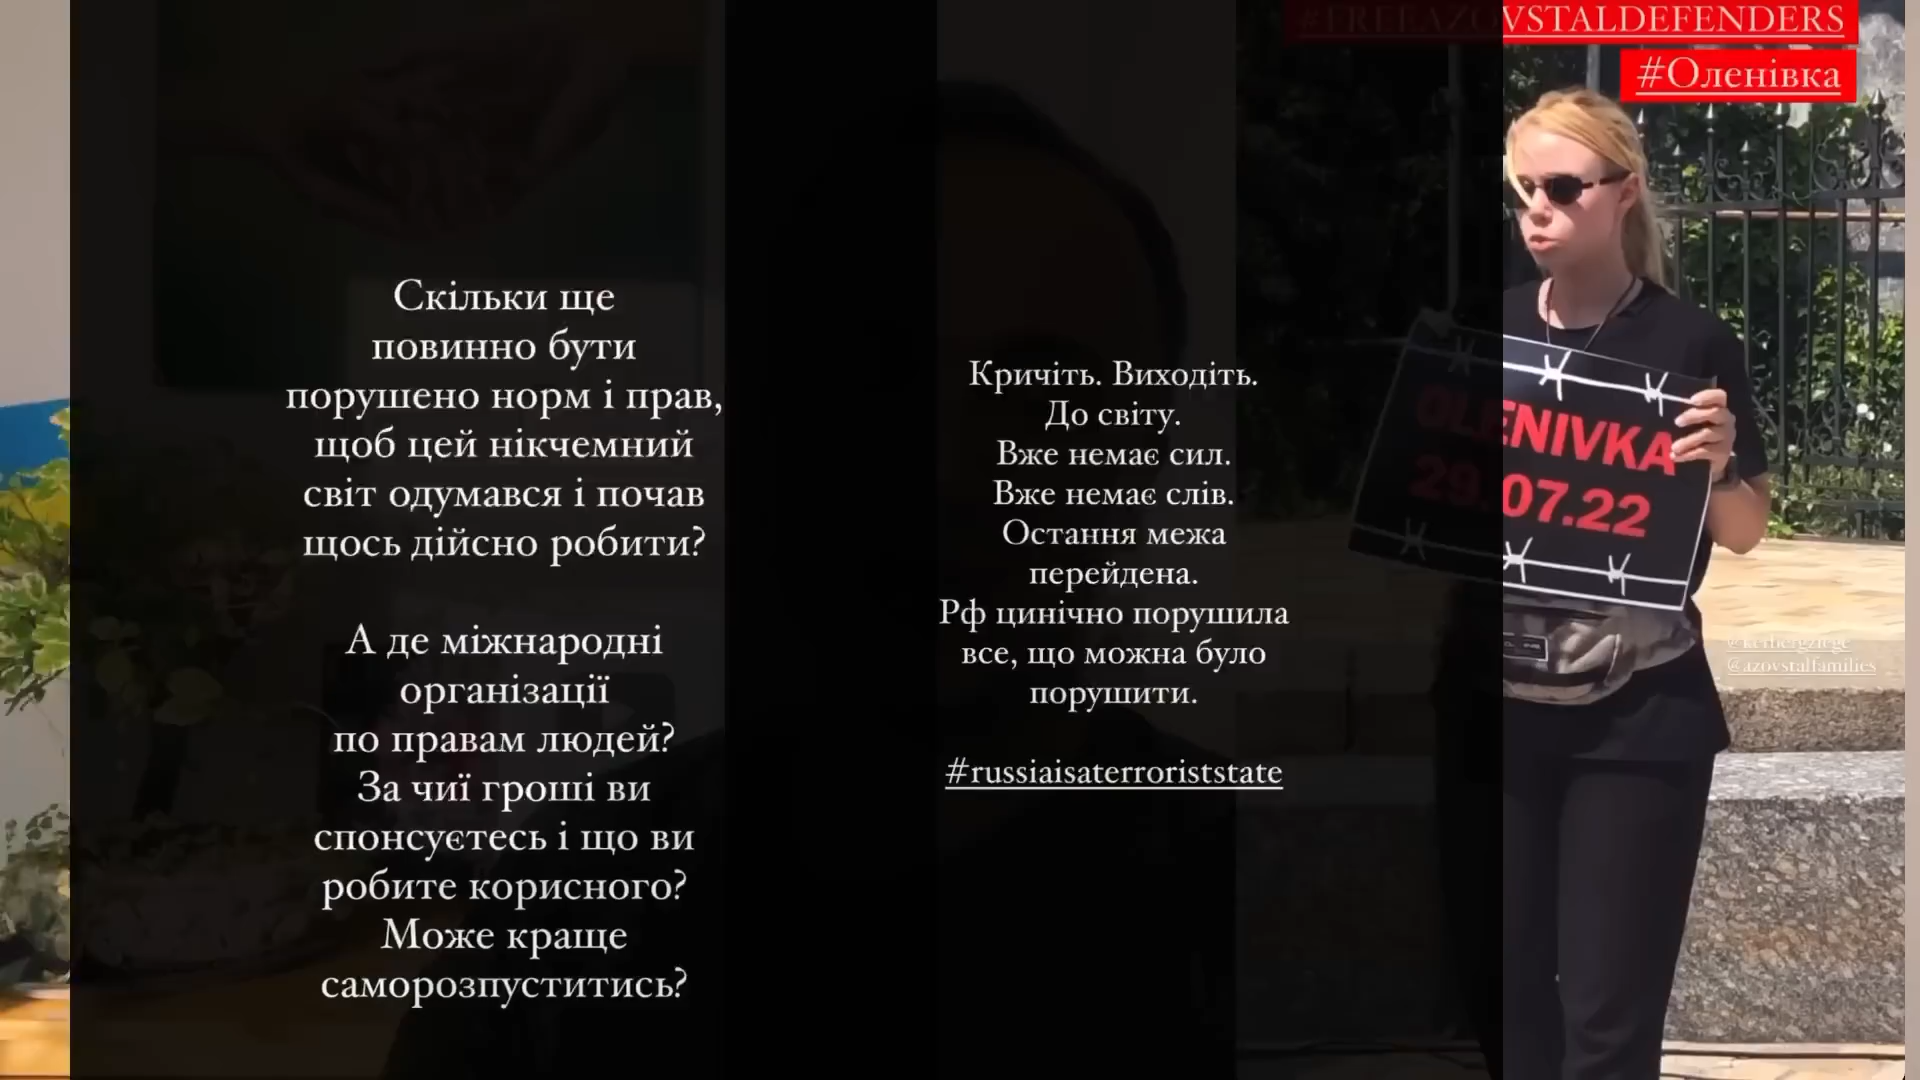 Скільки ще
повинно бути
порушено норм і прав,
щоб цей нікчемний
світ одумався і почав
щось дійсно робити?
А де міжнародні
організації
по правам людей?
За чиї гроші ви
спонсуєтесь і що ви
робите корисного?
Може краще
саморозпуститись?
Кричіть. Виходіть.
До світу.
Вже немає сил.
Вже немає слів.
Остання межа
перейдена.
Рф цинічно порушила
все, що можна було
порушити.
#russiaisaterroriststate
#FREEAZOVSTALDEFENDERS
#Оленівка
OLENIVKA
29.07.22
@azovstalfamilies